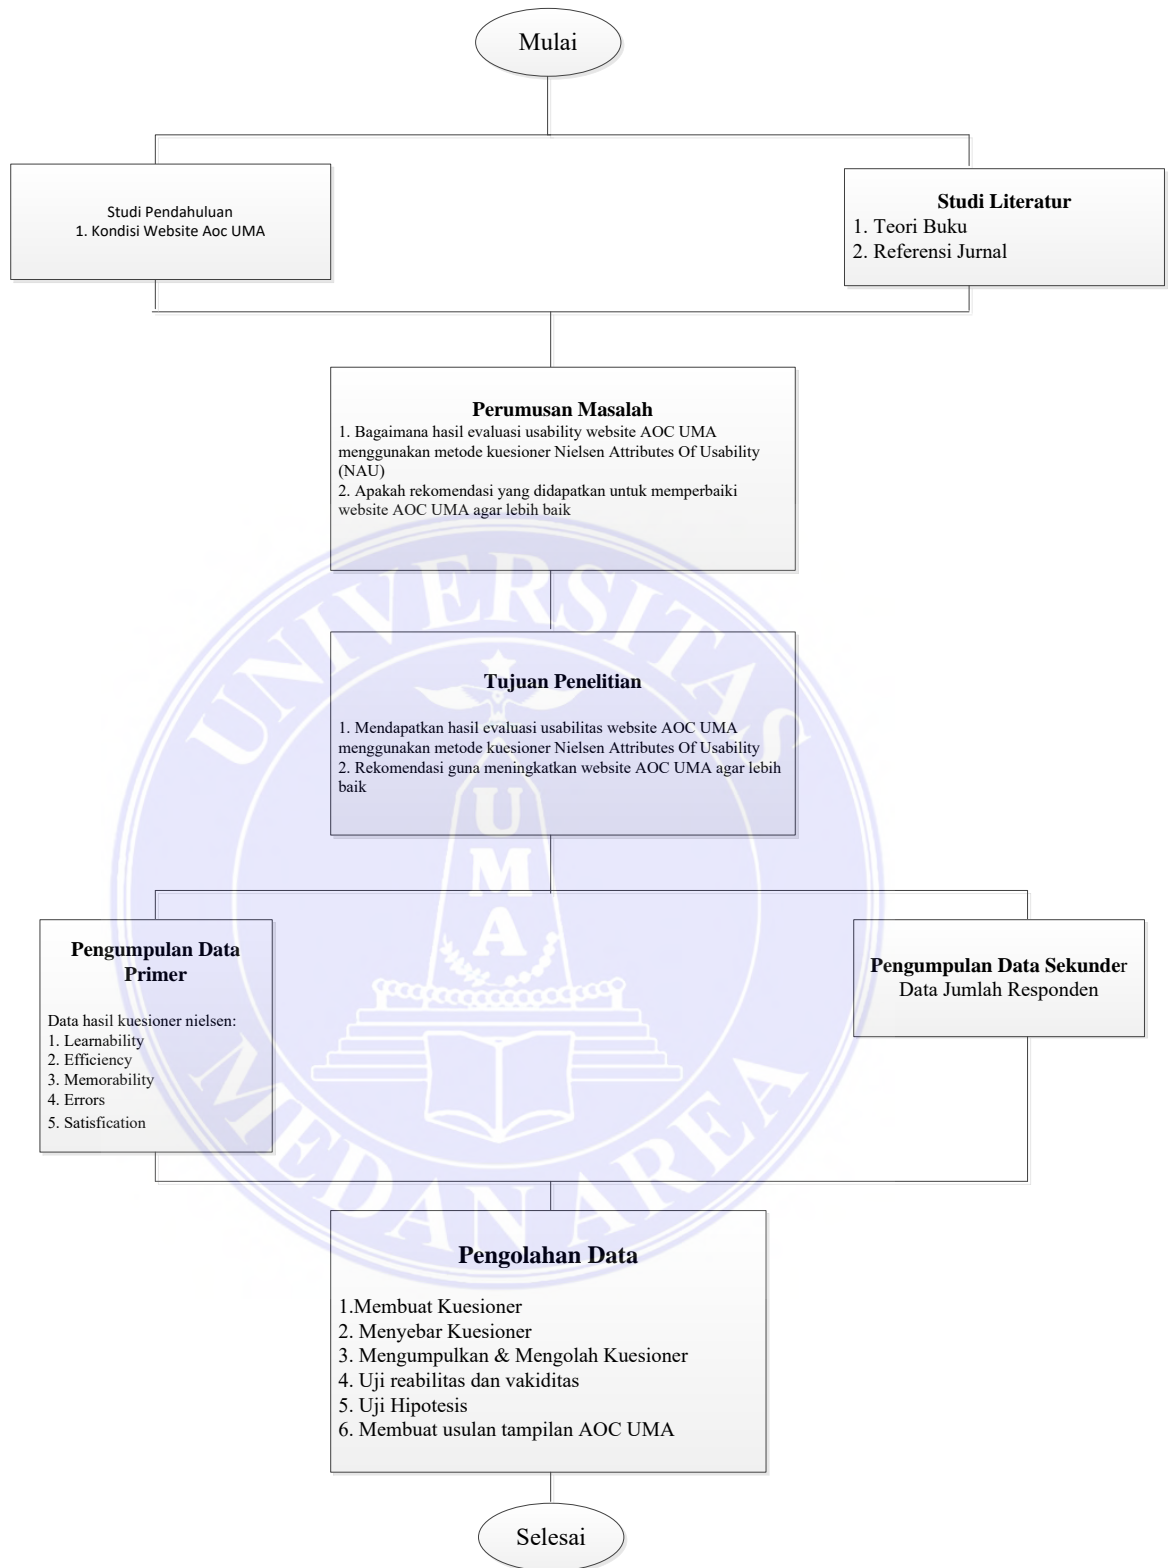 Mulai
Studi Pendahuluan
1. Kondisi Website Aoc UMA
Studi Literatur
1. Teori Buku
2. Referensi Jurnal
Perumusan Masalah
1. Bagaimana hasil evaluasi usability website AOC UMA
menggunakan metode kuesioner Nielsen Attributes Of Usability
(NAU)
2. Apakah rekomendasi yang didapatkan untuk memperbaiki
website AOC UMA agar lebih baik
Tujuan Penelitian
1. Mendapatkan hasil evaluasi usabilitas website AOC UMA
menggunakan metode kuesioner Nielsen Attributes Of Usability
2. Rekomendasi guna meningkatkan website AOC UMA agar lebih
baik
Pengumpulan Data
Primer
Data hasil kuesioner nielsen:
1. Learnability
2. Efficiency
3. Memorability
4. Errors
5. Satisfication
Pengumpulan Data Sekunder
Data Jumlah Responden
Pengolahan Data
1.Membuat Kuesioner
2. Menyebar Kuesioner
3. Mengumpulkan & Mengolah Kuesioner
4. Uji reabilitas dan vakiditas
5. Uji Hipotesis
6. Membuat usulan tampilan AOC UMA
Selesai
UNIVERSITAS
MEDAN AREA
UMA